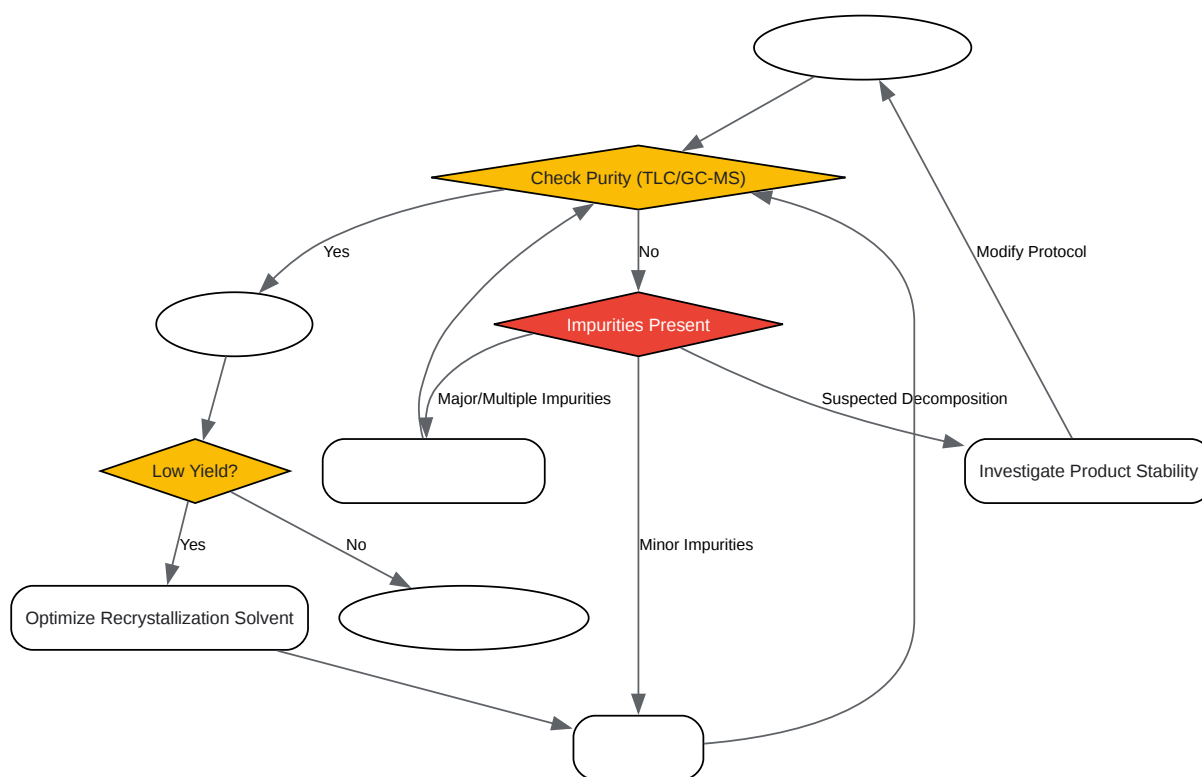 Check Purity (TLC/GC-MS)
Yes
No
Modify Protocol
Impurities Present
Major/Multiple Impurities
Suspected Decomposition
Low Yield?
Investigate Product Stability
Yes
No
Minor Impurities
Optimize Recrystallization Solvent